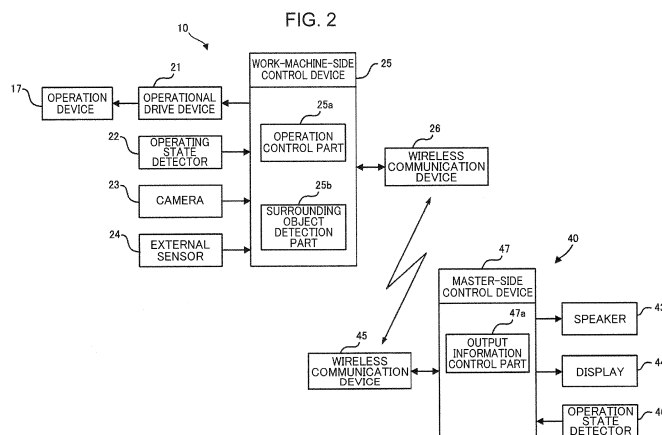 FIG. 2
10
WORK-MACHINE-SIDE
CONTROL DEVICE
25
17
OPERATION
DEVICE
21
OPERATIONAL
DRIVE DEVICE
25a
OPERATION
CONTROL PART
22
OPERATING
STATE
DETECTOR
26
WIRELESS
COMMUNICATION
DEVICE
23
CAMERA
25b
SURROUNDING
OBJECT
DETECTION
PART
24
EXTERNAL
SENSOR
47
40
MASTER-SIDE
CONTROL DEVICE
43
SPEAKER
47a
OUTPUT
INFORMATION
CONTROL PART
45
WIRELESS
COMMUNICATION
DEVICE
44
DISPLAY
OPERATION
STATE
DETECTOR